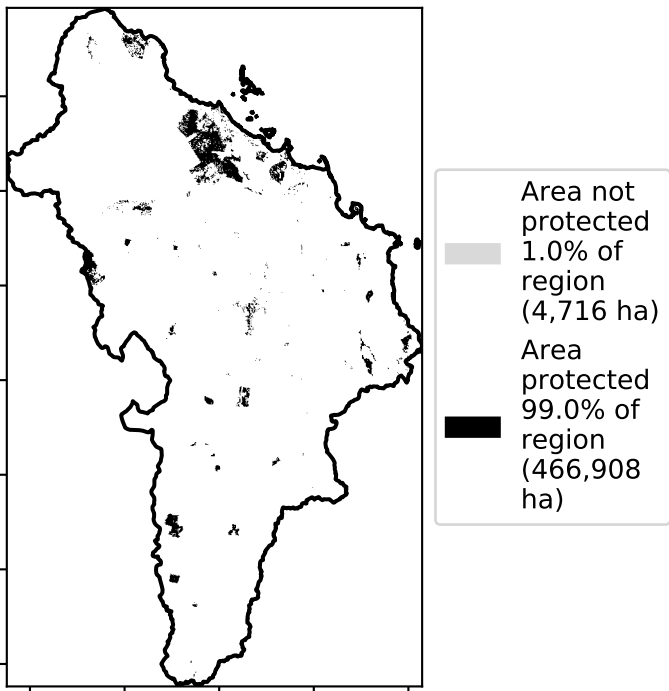 Area not
protected
1.0% of
region
(4,716 ha)
Area
protected
99.0% of
region
(466,908
ha)